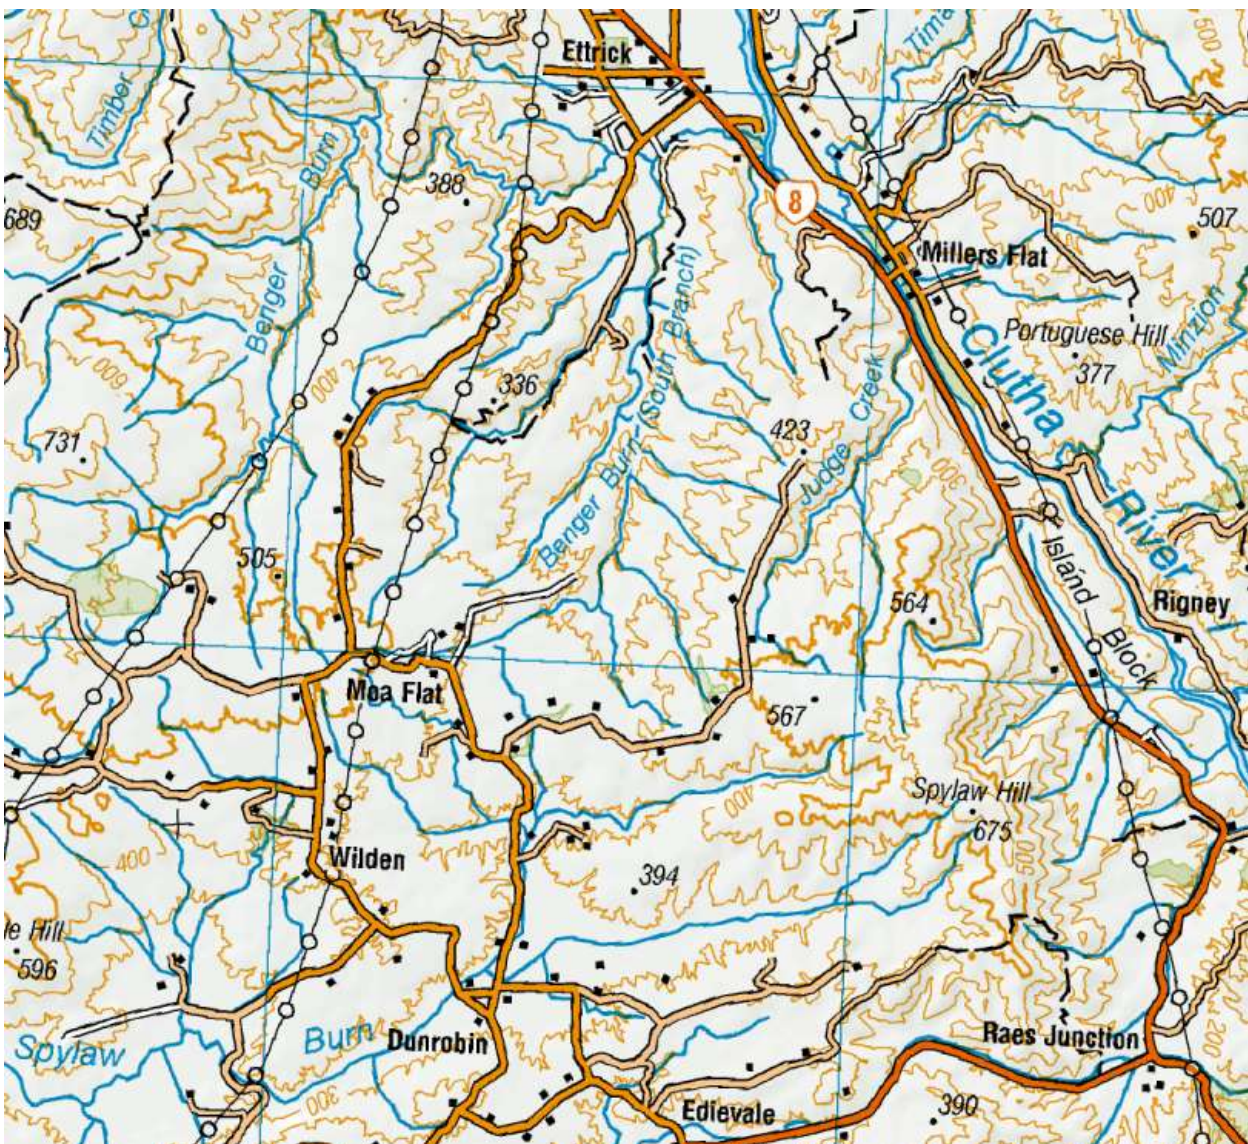 Ettrick
Timber
Burn
388
689
8
507
Millers Flat
400
Benger
Portuguese Hill
Minzion
Clutha
377
400
336
600
Benger Burn (South Branch)
423
731
Judge Creek
300
River
505
Island Block
564
Rigney
Moa Flat
567
Spylaw Hill
400
675
400
Wilden
500
394
le Hill
596
Spylaw Burn
Dunrobin
Raes Junction
200
300
Edievale
390